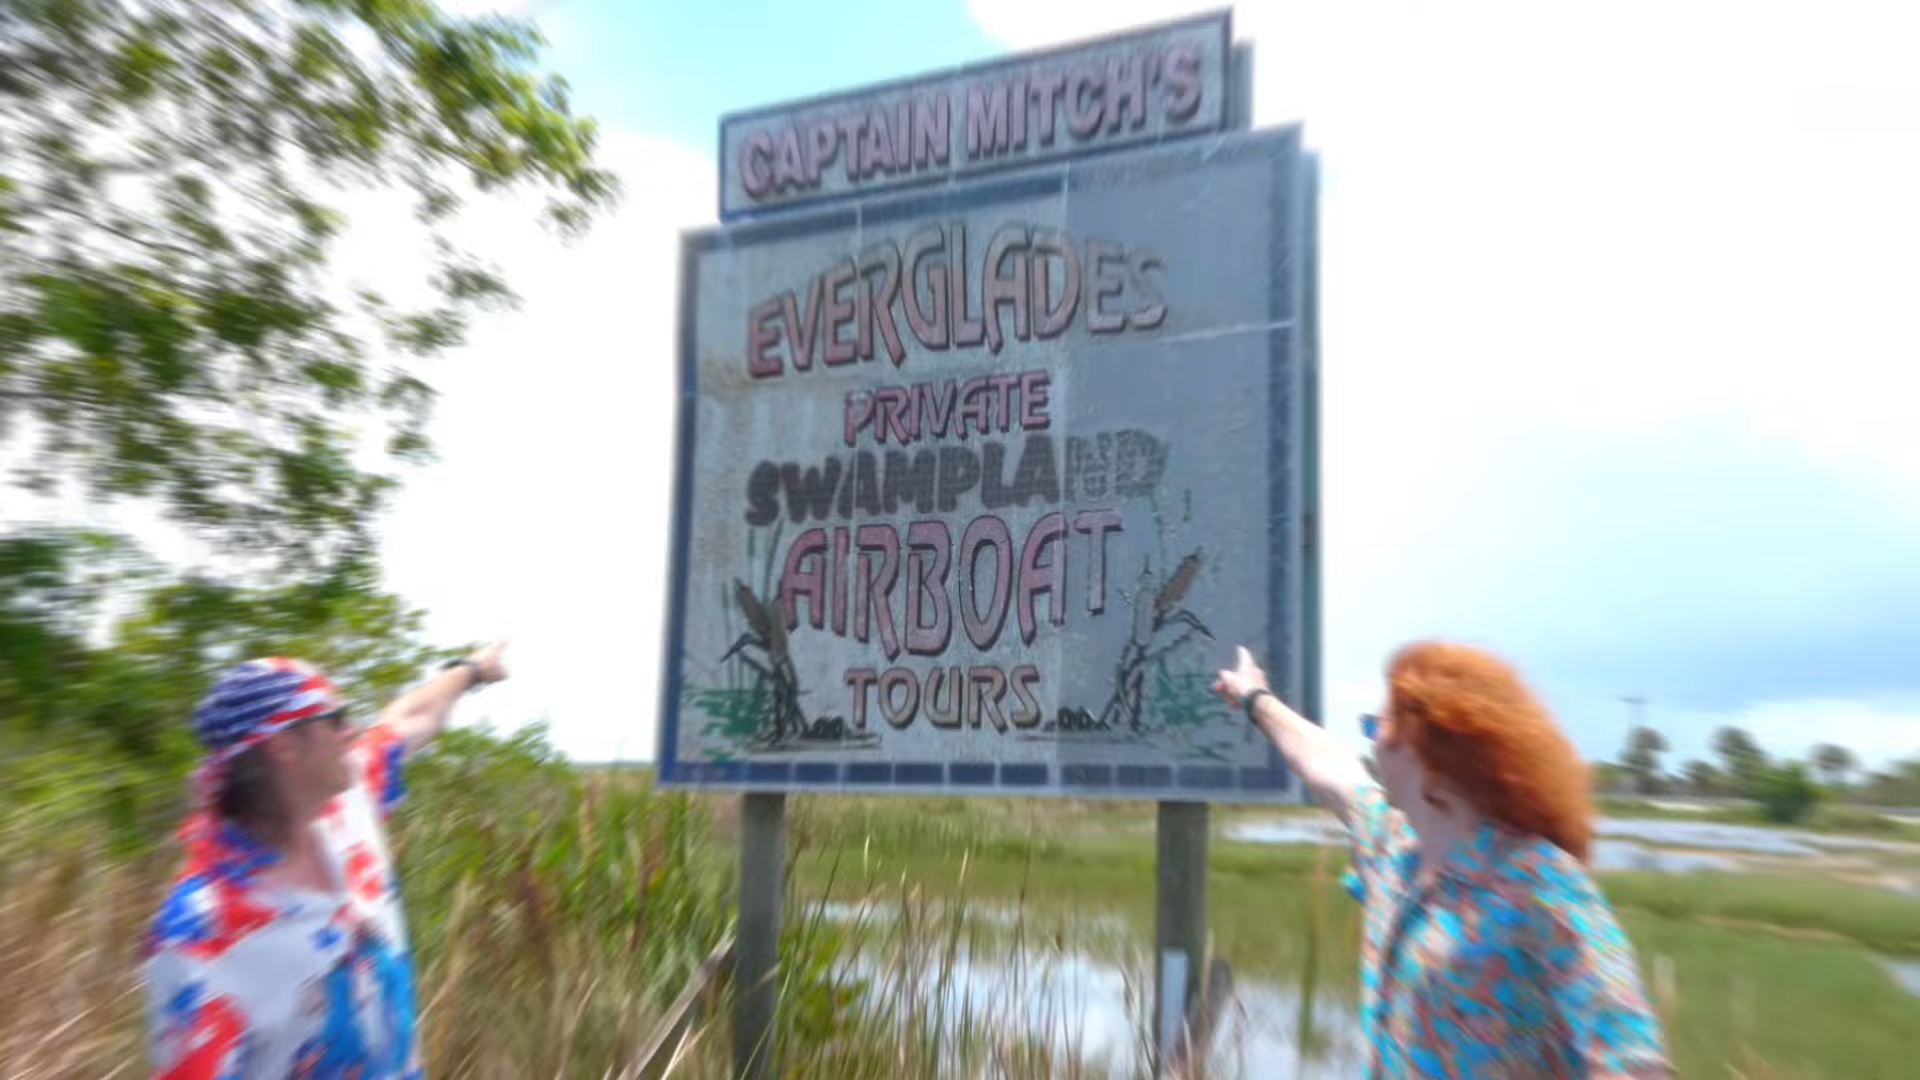 CAPTAIN MITCH'S
EVERGLADES
PRIVATE
SWAMPLAND
AIRBOAT
TOURS